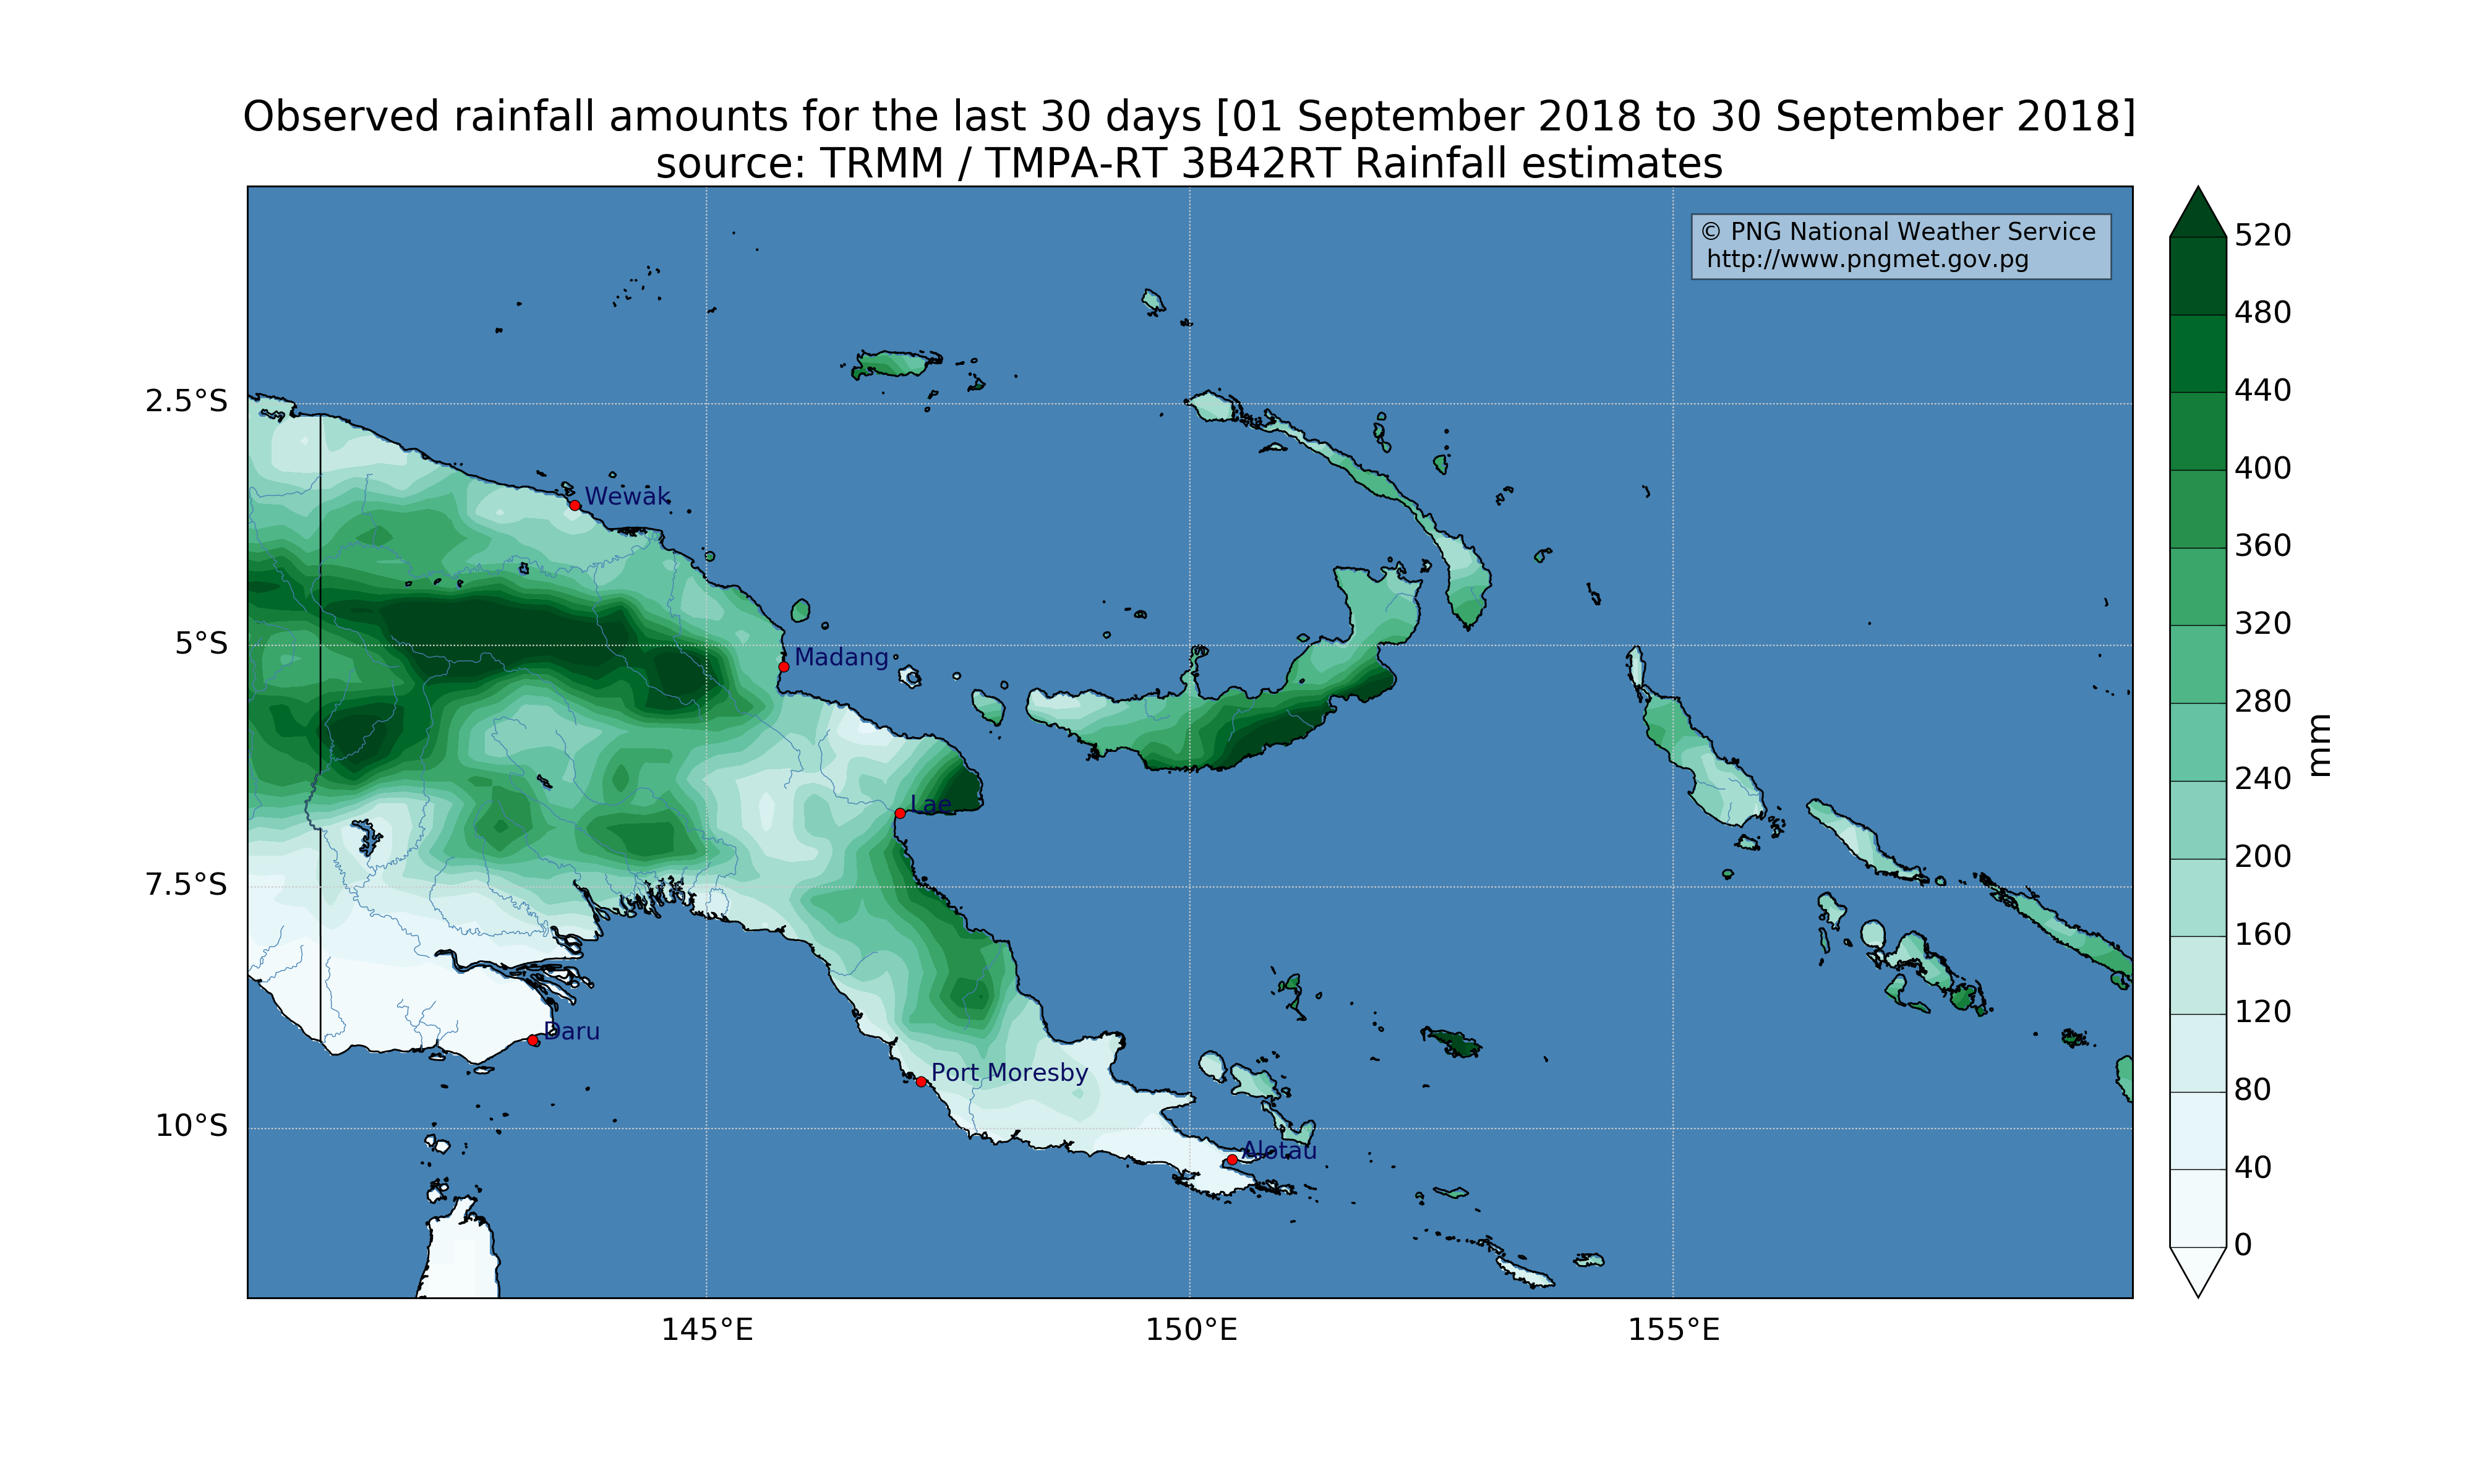 Observed rainfall amounts for the last 30 days [01 September 2018 to 30 September 2018]
source: TRMM / TMPA-RT 3B42RT Rainfall estimates
© PNG National Weather Service
http://www.pngmet.gov.pg
520
480
440
400
360
320
280
240
200
160
120
80
40
0
mm
2.5°S
5°S
7.5°S
10°S
Wewak
Madang
Lae
Daru
Port Moresby
Alotau
145°E
150°E
155°E